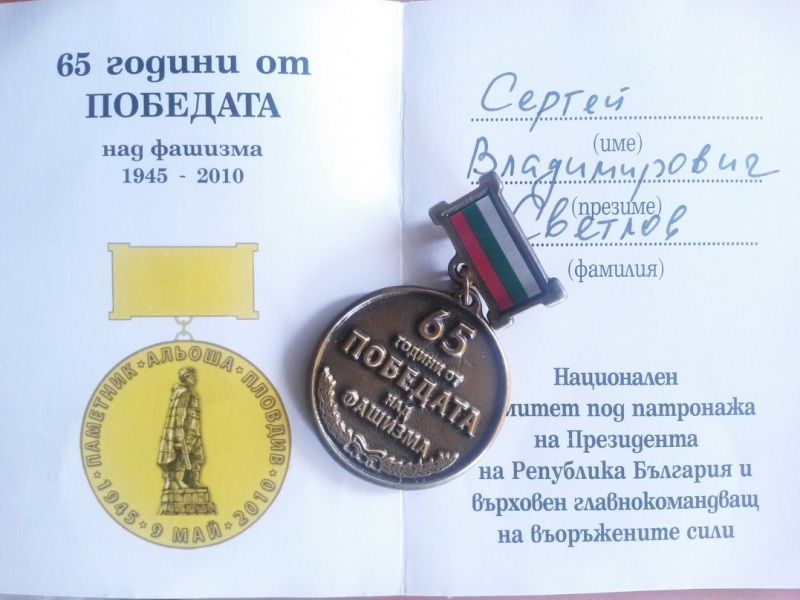 65 години от
ПОБЕДАТА
над фашизма
1945 - 2010
ПАМЕТНИК • АЛЬОША • ПЛОВДИВ
1945 • 9 МАЙ • 2010
65
ГОДИНИ ОТ
ПОБЕДАТА
НАД
ФАШИЗМА
Сергей
(име)
Владимирович
(презиме)
Светлов
(фамилия)
Национален
митет под патронажа
на Президента
на Република България и
върховен главнокомандващ
на въоръжените сили